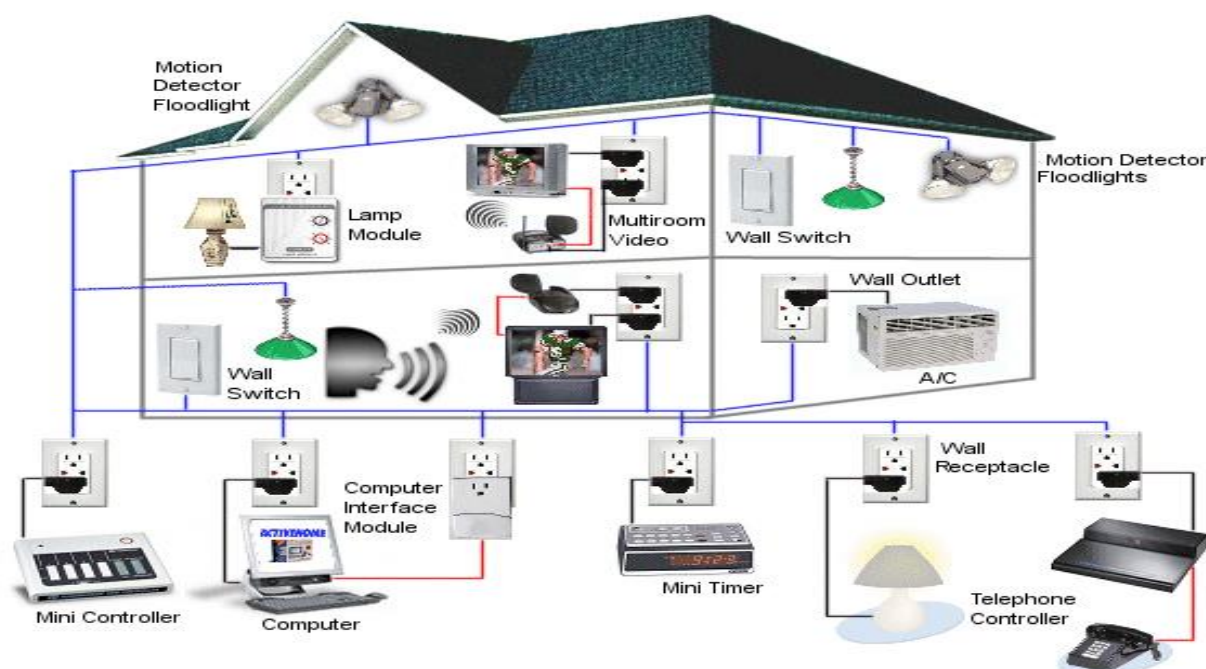 Motion
Detector
Floodlight
Motion Detector
Floodlights
Lamp
Module
Multiroom
Video
Wall Switch
Wall Outlet
A/C
Wall
Switch
Wall
Receptacle
Computer
Interface
Module
ACTIVEHOME
Mini Controller
Computer
Mini Timer
Telephone
Controller